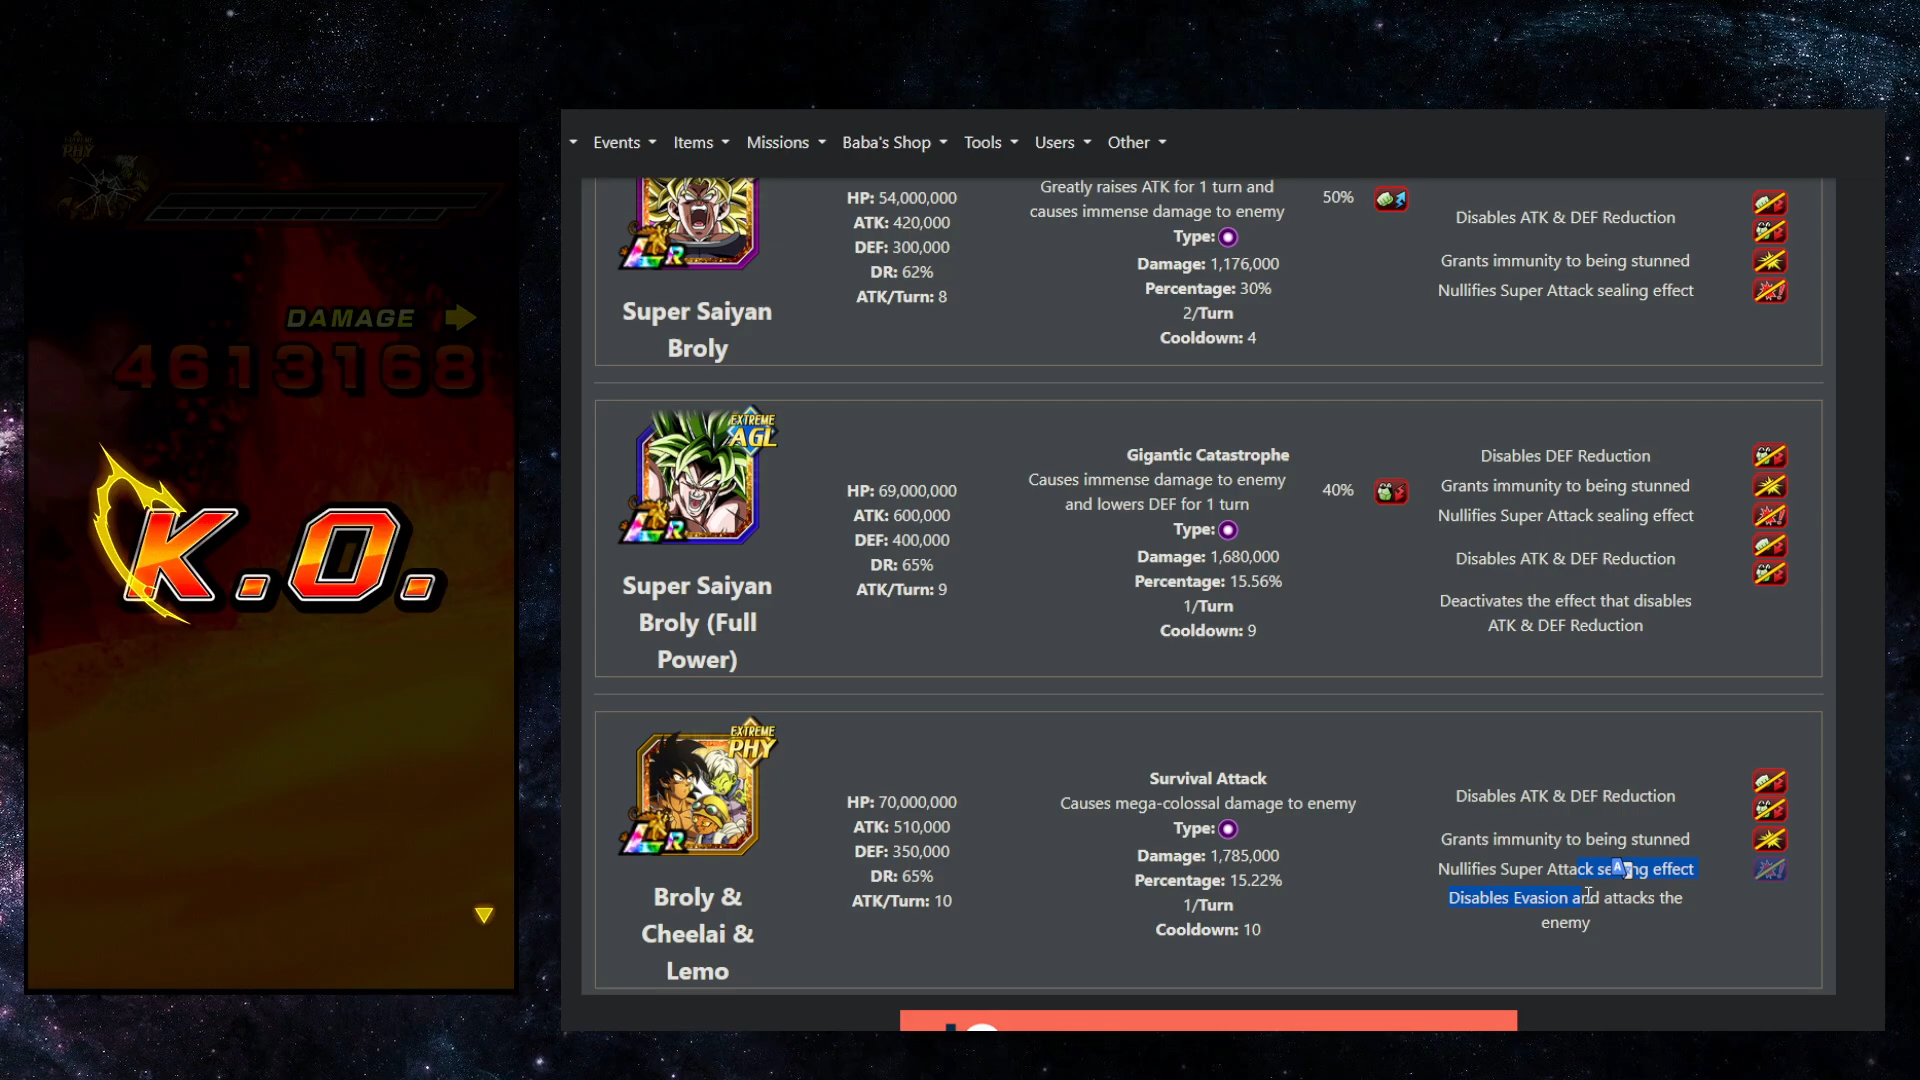 EXTREME
PHY
DAMAGE
4613168
K.O.
Events
Items
Missions
Baba's Shop
Tools
Users
Other
LR
Super Saiyan
Broly
HP: 54,000,000
ATK: 420,000
DEF: 300,000
DR: 62%
ATK/Turn: 8
Greatly raises ATK for 1 turn and
causes immense damage to enemy
Type:
Damage: 1,176,000
Percentage: 30%
2/Turn
Cooldown: 4
50%
Disables ATK & DEF Reduction
Grants immunity to being stunned
Nullifies Super Attack sealing effect
EXTREME
AGL
LR
Super Saiyan
Broly (Full
Power)
HP: 69,000,000
ATK: 600,000
DEF: 400,000
DR: 65%
ATK/Turn: 9
Gigantic Catastrophe
Causes immense damage to enemy
and lowers DEF for 1 turn
Type:
Damage: 1,680,000
Percentage: 15.56%
1/Turn
Cooldown: 9
40%
Disables DEF Reduction
Grants immunity to being stunned
Nullifies Super Attack sealing effect
Disables ATK & DEF Reduction
Deactivates the effect that disables
ATK & DEF Reduction
EXTREME
PHY
LR
Broly &
Cheelai &
Lemo
HP: 70,000,000
ATK: 510,000
DEF: 350,000
DR: 65%
ATK/Turn: 10
Survival Attack
Causes mega-colossal damage to enemy
Type:
Damage: 1,785,000
Percentage: 15.22%
1/Turn
Cooldown: 10
Disables ATK & DEF Reduction
Grants immunity to being stunned
Nullifies Super Attack sealing effect
Disables Evasion and attacks the
enemy